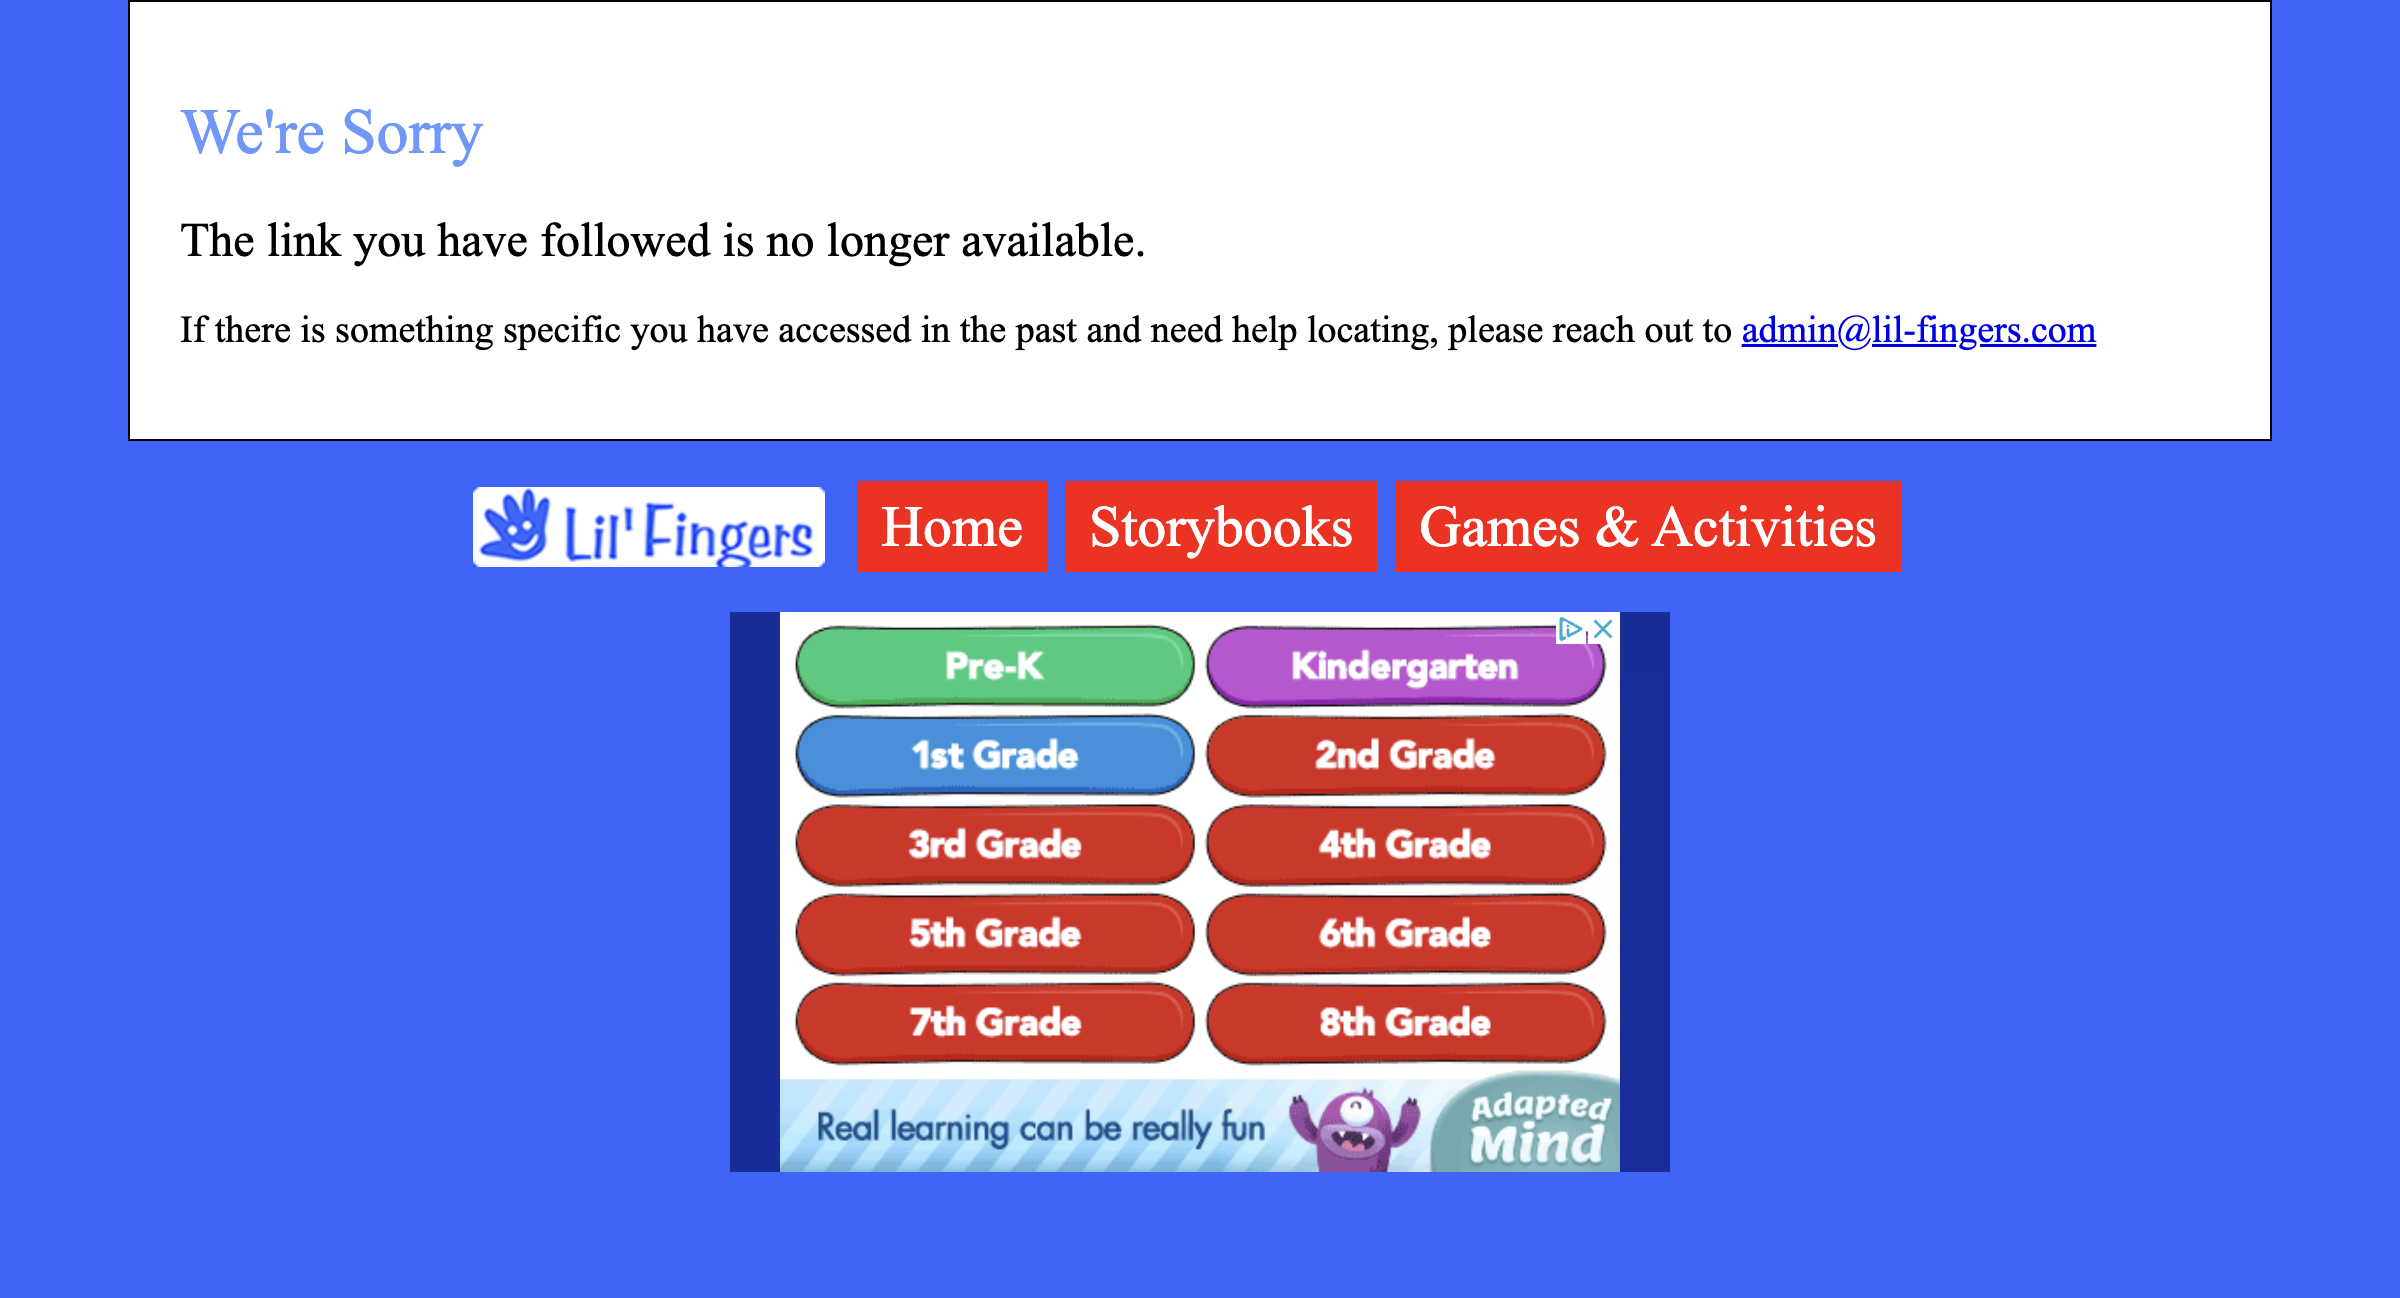 We're Sorry
The link you have followed is no longer available.
If there is something specific you have accessed in the past and need help locating, please reach out to admin@lil-fingers.com
Lil' Fingers
Home
Storybooks
Games & Activities
Pre-K
Kindergarten
1st Grade
2nd Grade
3rd Grade
4th Grade
5th Grade
6th Grade
7th Grade
8th Grade
Real learning can be really fun
Adapted
Mind